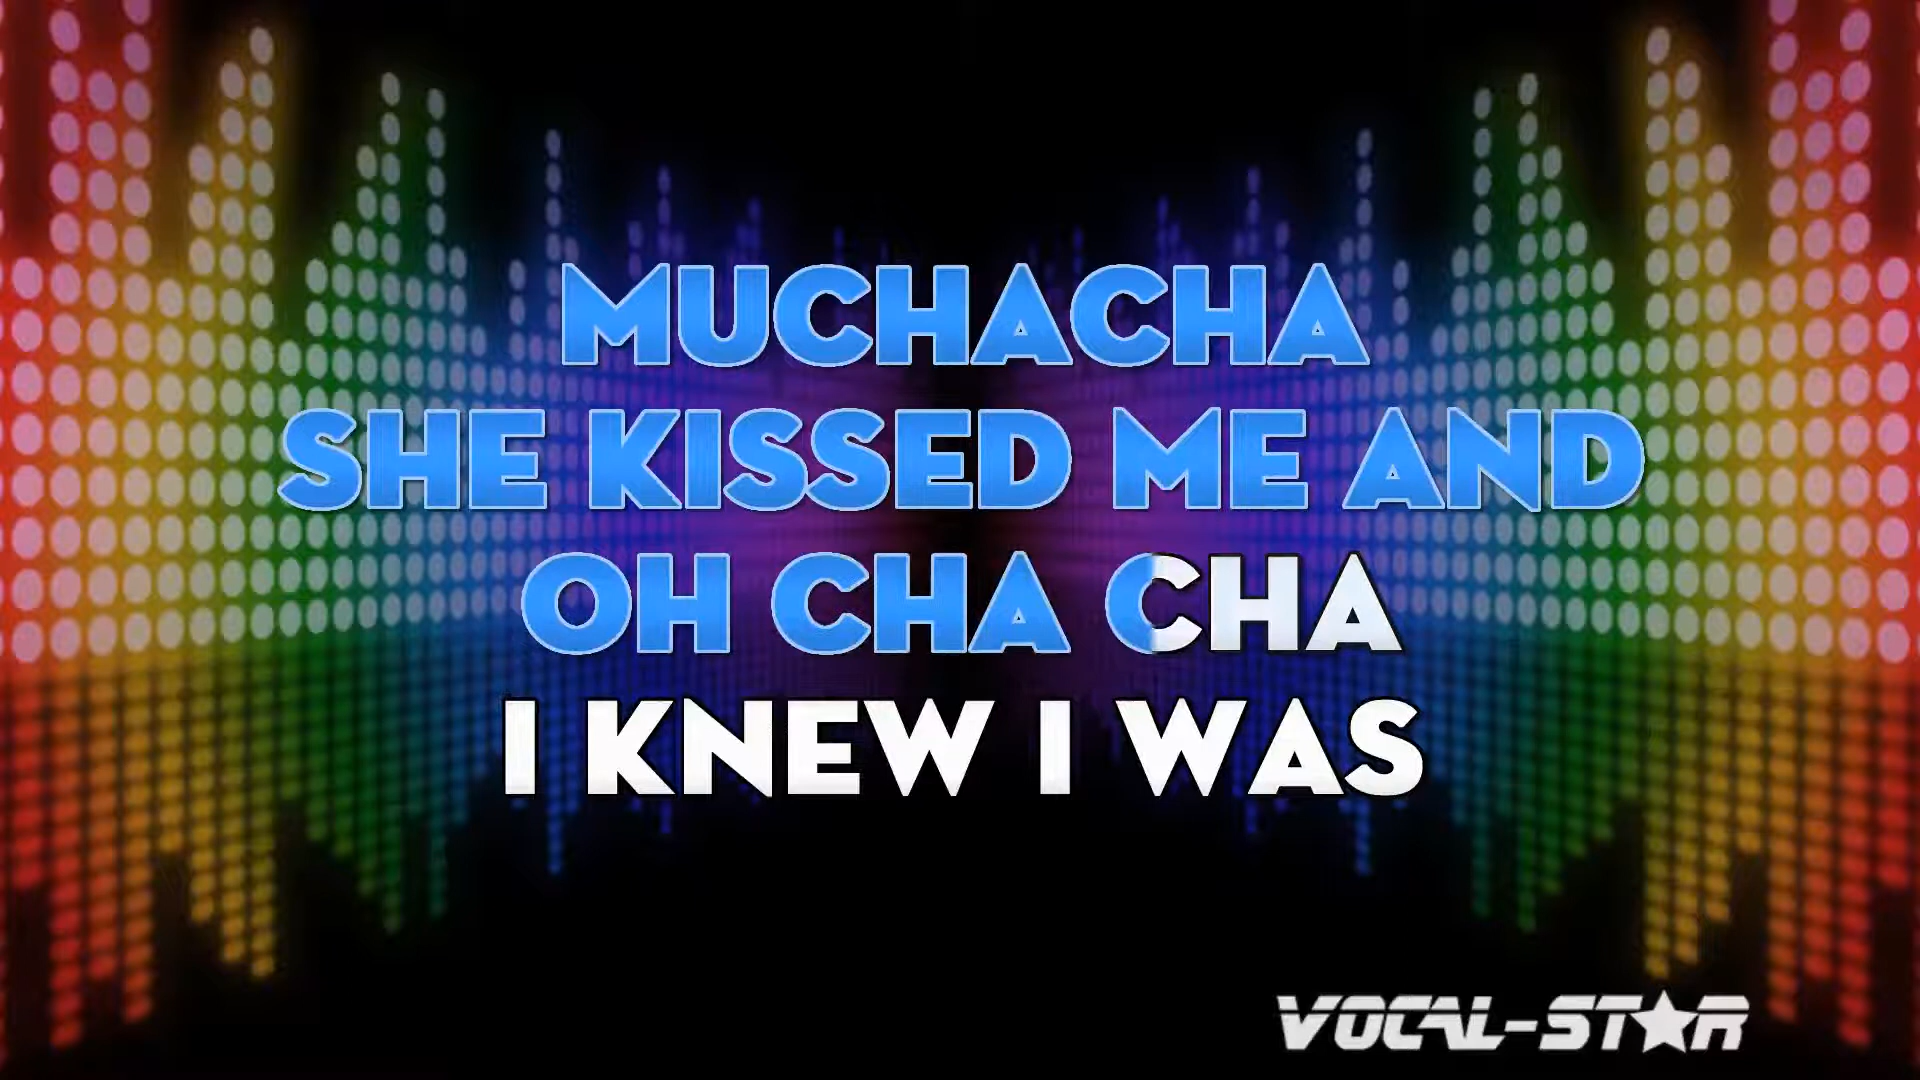 MUCHACHA
SHE KISSED ME AND
OH CHA CHA
I KNEW I WAS
VOCAL-STAR